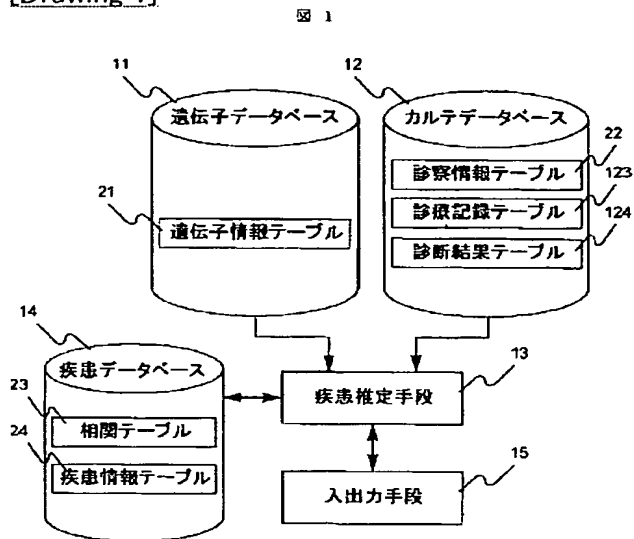 [Drawing 1]
図 1
11
遺伝子データベース
21
遺伝子情報テーブル
12
カルテデータベース
22
診察情報テーブル
123
診療記録テーブル
124
診断結果テーブル
14
疾患データベース
23
相関テーブル
24
疾患情報テーブル
13
疾患推定手段
15
入出力手段